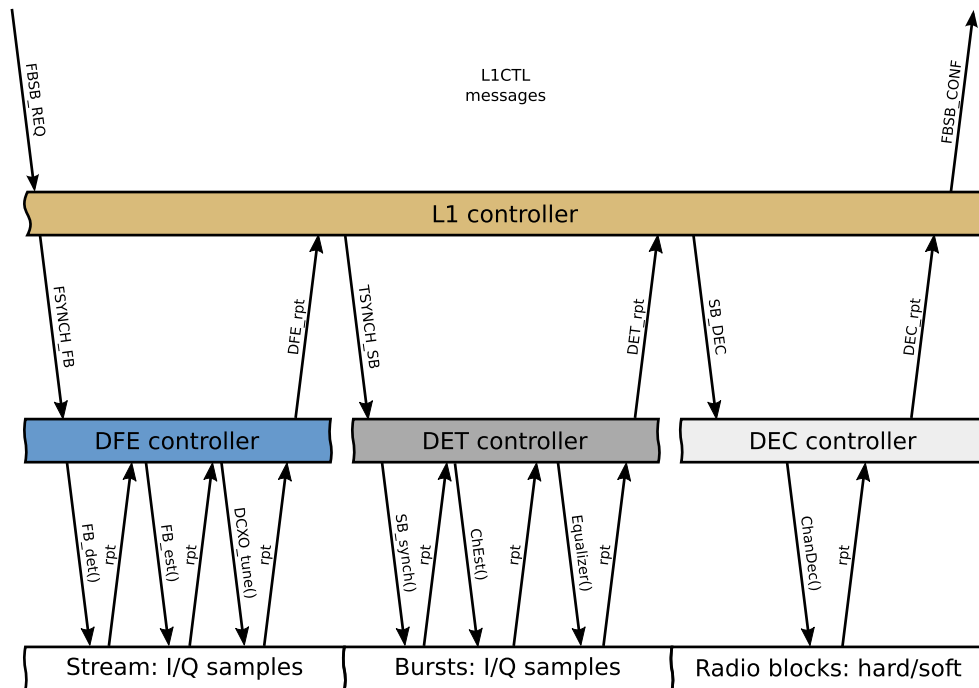 L1CTL
messages
FBSB_REQ
FBSB_CONF
L1 controller
FSYNCH_FB
DFE_rpt
TSYNCH_SB
DET_rpt
SB_DEC
DEC_rpt
DFE controller
DET controller
DEC controller
FB_det()
rpt
FB_est()
rpt
DCXO_tune()
rpt
SB_synch()
rpt
ChEst()
rpt
Equalizer()
rpt
ChanDec()
rpt
Stream: I/Q samples
Bursts: I/Q samples
Radio blocks: hard/soft